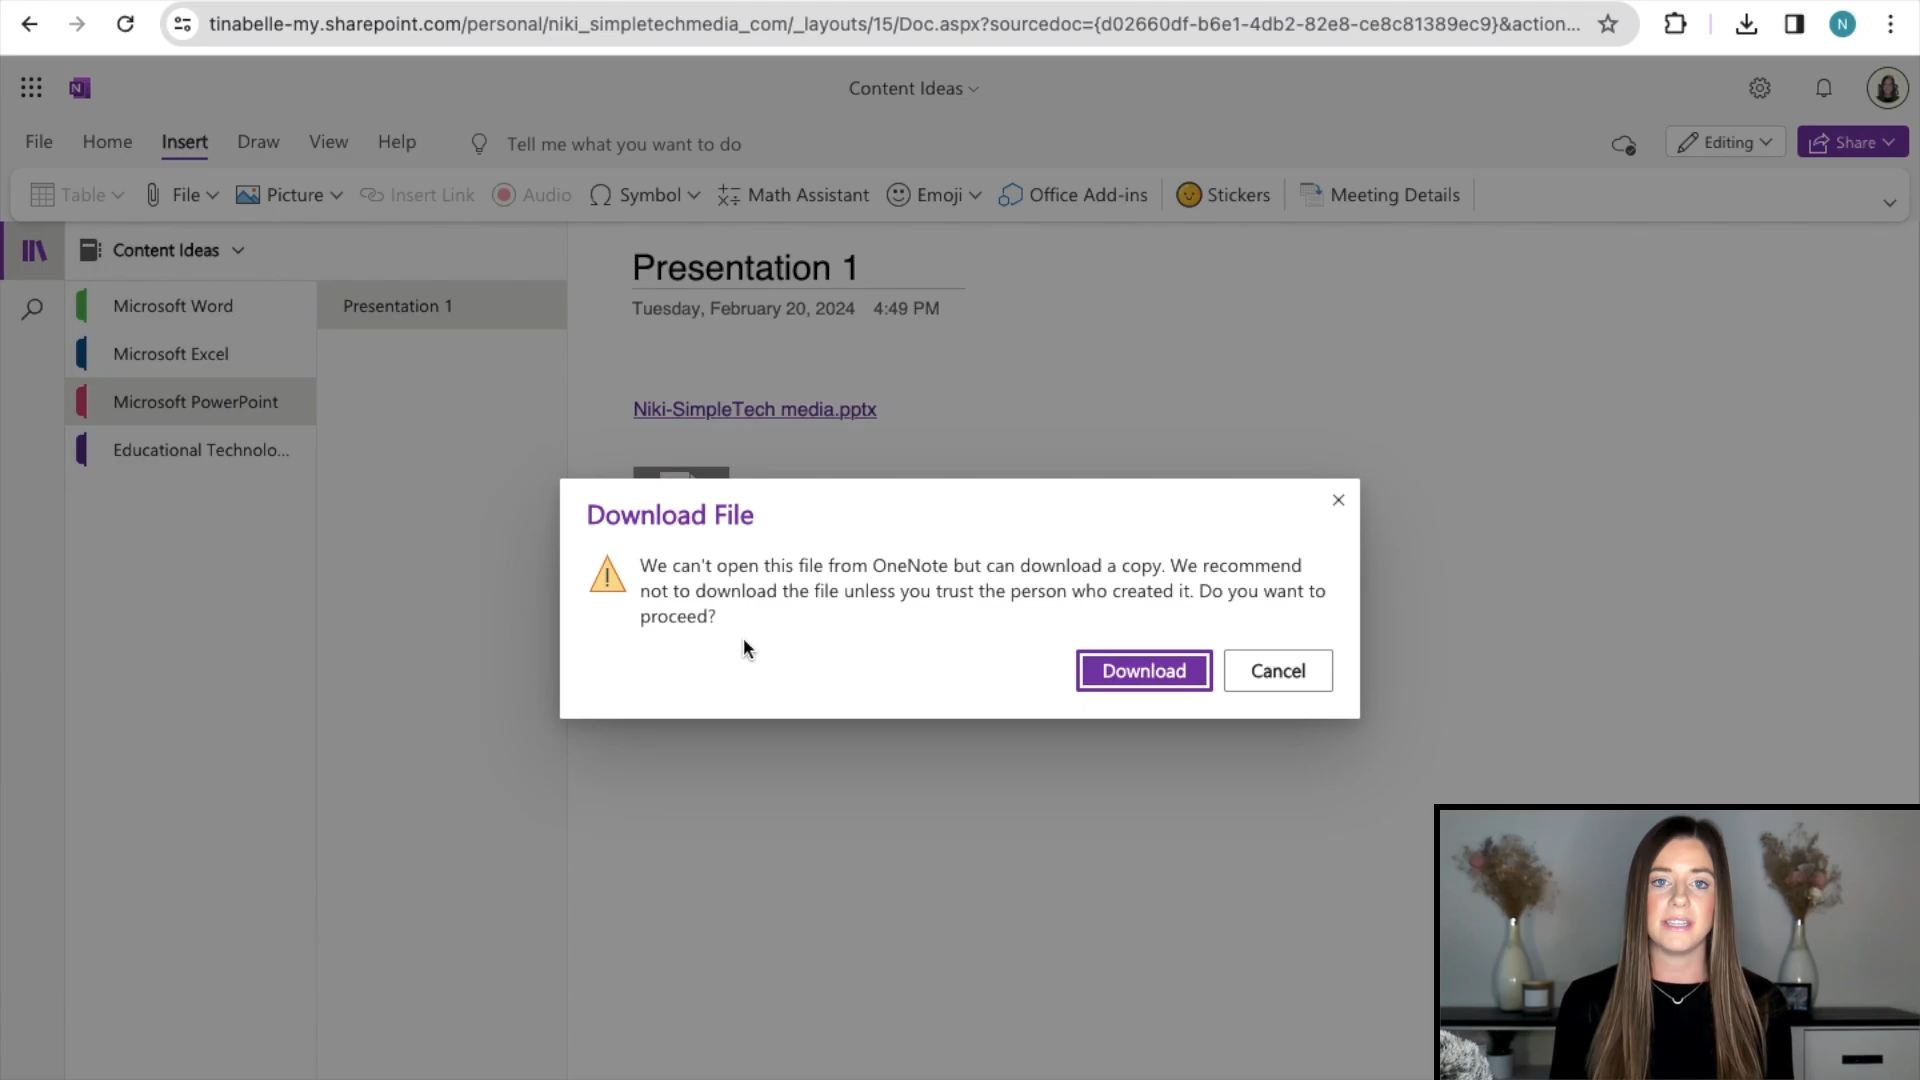 tinabelle-my.sharepoint.com/personal/niki_simpletechmedia_com/_layouts/15/Doc.aspx?sourcedoc={d02660df-b6e1-4db2-82e8-ce8c81389ec9}&action...
N
N
Content Ideas
File Home Insert Draw View Help Tell me what you want to do
Editing
Share
Table File Picture Insert Link Audio Symbol Math Assistant Emoji Office Add-ins Stickers Meeting Details
Content Ideas
Microsoft Word
Microsoft Excel
Microsoft PowerPoint
Educational Technolo...
Presentation 1
Presentation 1
Tuesday, February 20, 2024 4:49 PM
Niki-SimpleTech media.pptx
Download File
We can't open this file from OneNote but can download a copy. We recommend
not to download the file unless you trust the person who created it. Do you want to
proceed?
Download Cancel